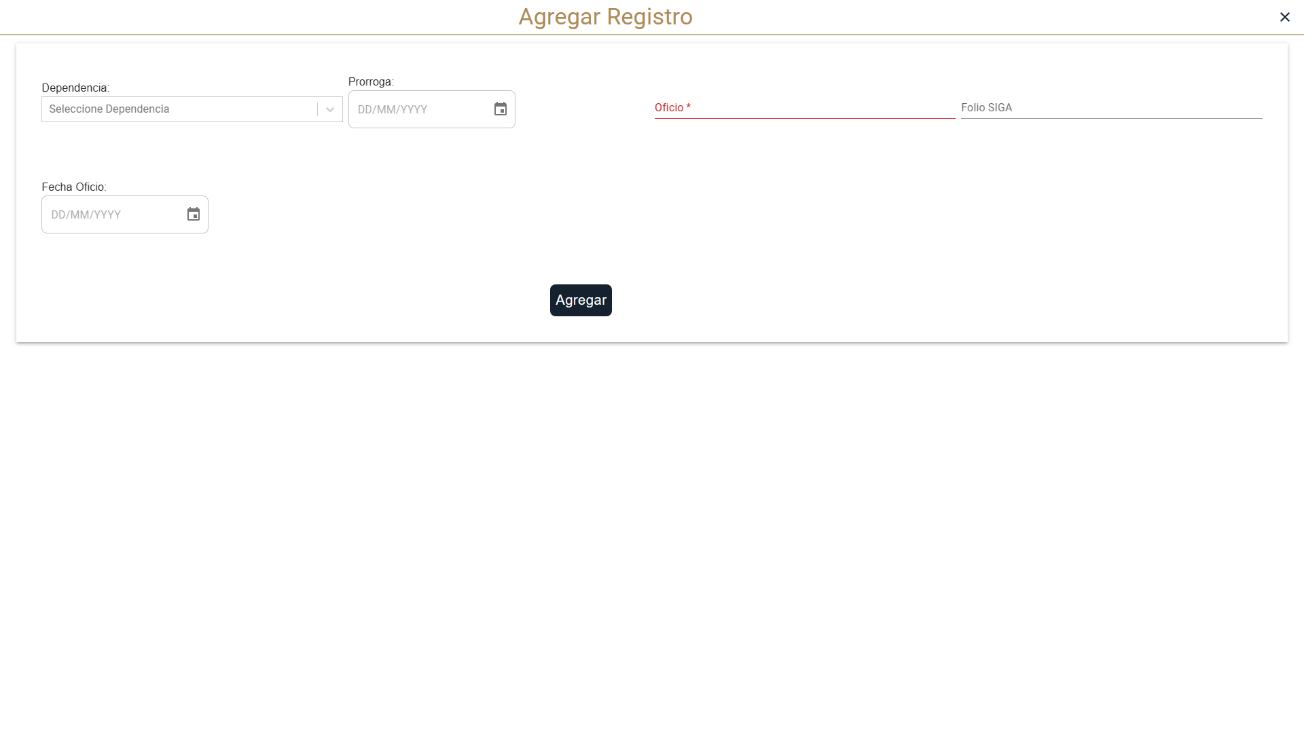 Agregar Registro
Dependencia:
Seleccione Dependencia
Prorroga:
DD/MM/YYYY
Oficio *
Folio SIGA
Fecha Oficio:
DD/MM/YYYY
Agregar